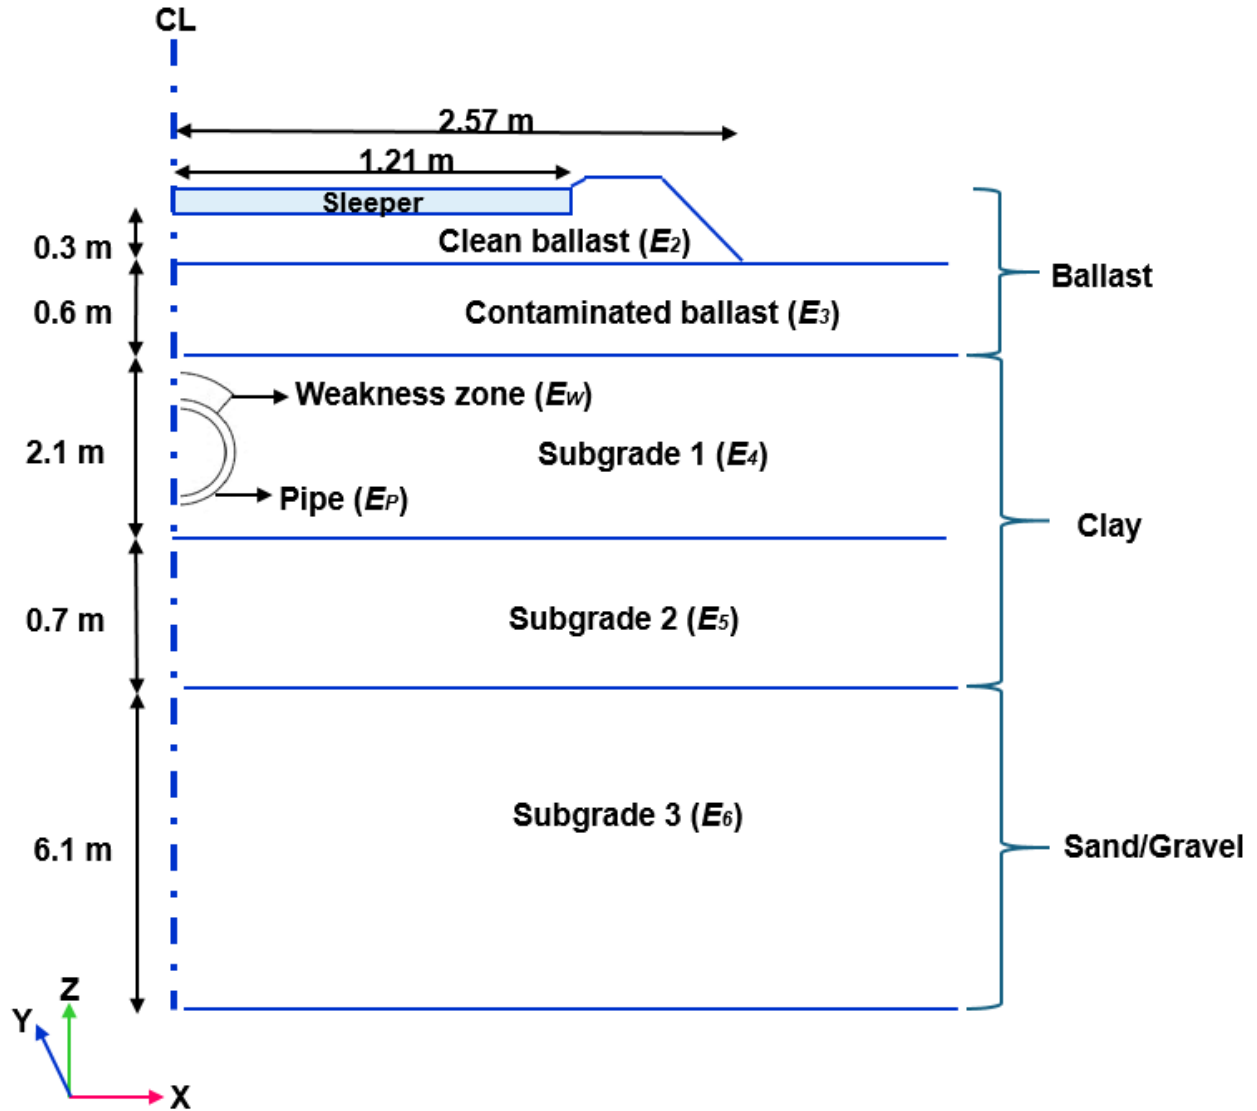 CL
2.57 m
1.21 m
Sleeper
0.3 m
Clean ballast (E2)
Ballast
0.6 m
Contaminated ballast (E3)
Weakness zone (EW)
2.1 m
Subgrade 1 (E4)
Pipe (EP)
Clay
0.7 m
Subgrade 2 (E5)
Subgrade 3 (E6)
6.1 m
Sand/Gravel
Z
Y
X